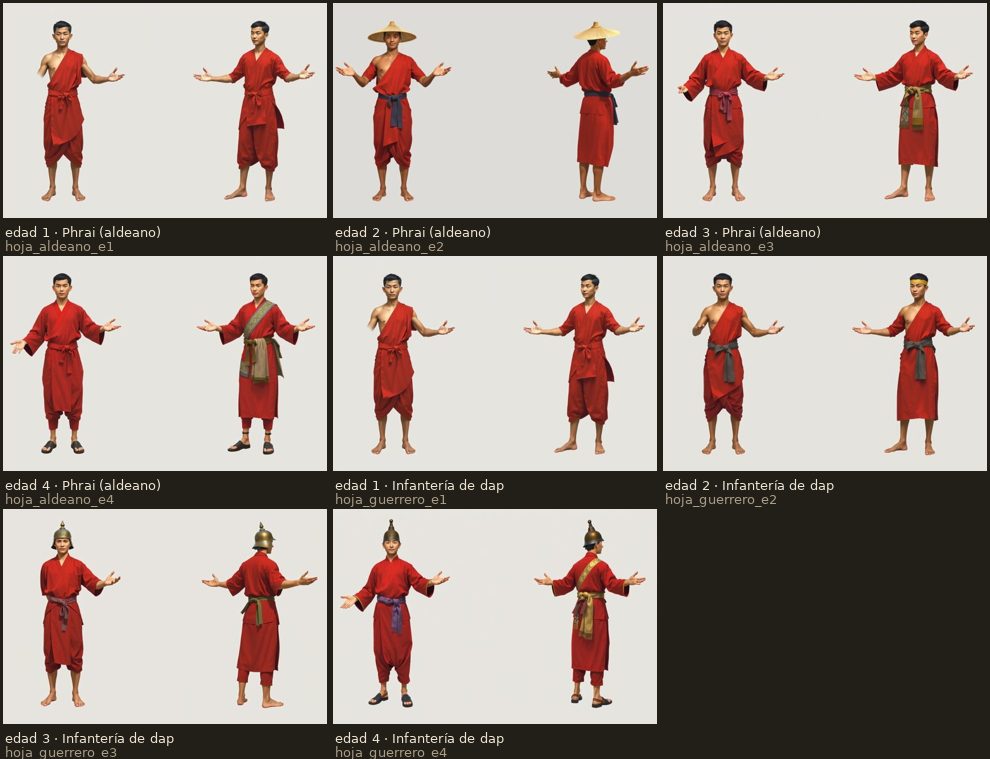 edad 1 · Phrai (aldeano)
hoja_aldeano_e1
edad 2 · Phrai (aldeano)
hoja_aldeano_e2
edad 3 · Phrai (aldeano)
hoja_aldeano_e3
edad 4 · Phrai (aldeano)
hoja_aldeano_e4
edad 1 · Infantería de dap
hoja_guerrero_e1
edad 2 · Infantería de dap
hoja_guerrero_e2
edad 3 · Infantería de dap
hoja_guerrero_e3
edad 4 · Infantería de dap
hoja_guerrero_e4